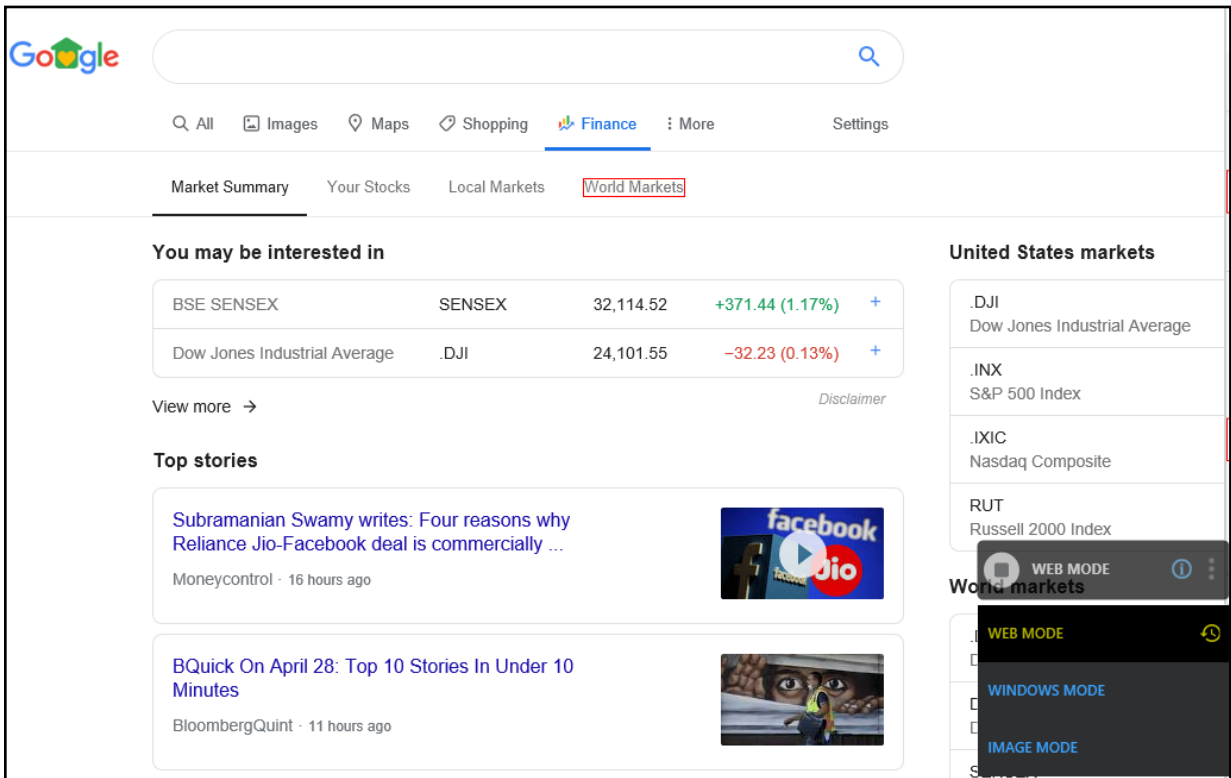 Google
All Images Maps Shopping Finance More Settings
Market Summary Your Stocks Local Markets World Markets
You may be interested in
BSE SENSEX SENSEX 32,114.52 +371.44 (1.17%) +
Dow Jones Industrial Average .DJI 24,101.55 −32.23 (0.13%) +
View more →
Disclaimer
Top stories
Subramanian Swamy writes: Four reasons why
Reliance Jio-Facebook deal is commercially ...
Moneycontrol · 16 hours ago
facebook
facebook
Jio
BQuick On April 28: Top 10 Stories In Under 10
Minutes
BloombergQuint · 11 hours ago
United States markets
.DJI
Dow Jones Industrial Average
.INX
S&P 500 Index
.IXIC
Nasdaq Composite
RUT
Russell 2000 Index
World markets
WEB MODE
WEB MODE
WINDOWS MODE
IMAGE MODE